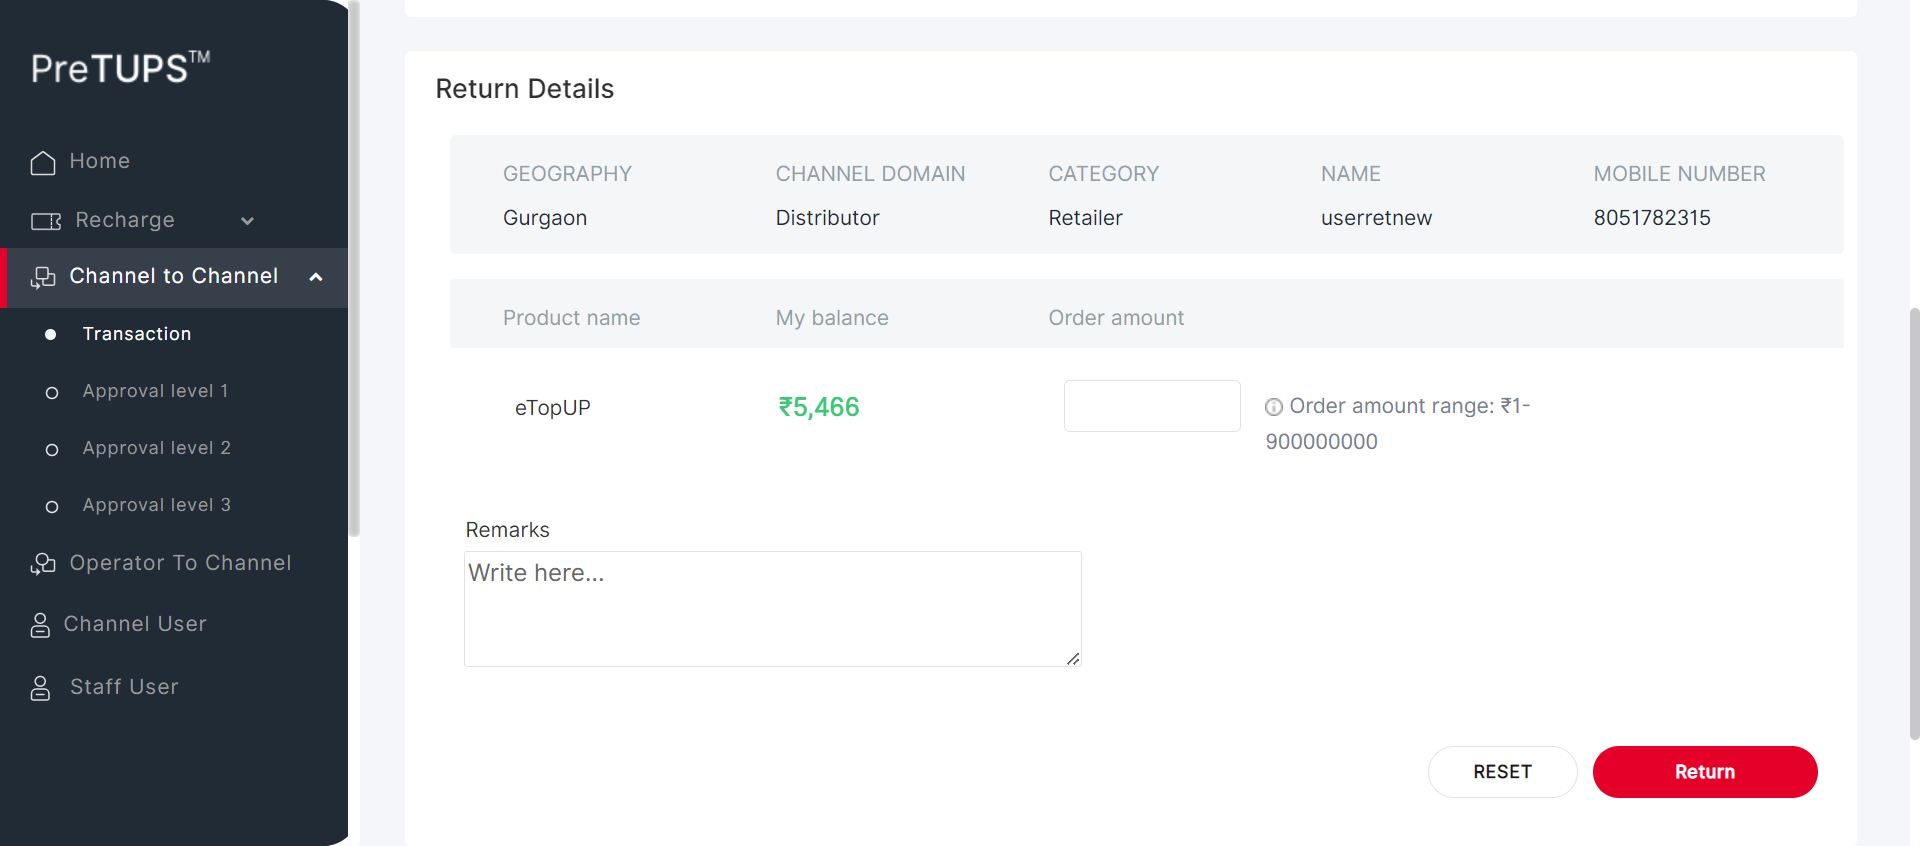 PreTUPS™
Home
Recharge
Channel to Channel
Transaction
Approval level 1
Approval level 2
Approval level 3
Operator To Channel
Channel User
Staff User
Return Details
GEOGRAPHY CHANNEL DOMAIN CATEGORY NAME MOBILE NUMBER
Gurgaon Distributor Retailer userretnew 8051782315
Product name My balance Order amount
eTopUP ₹5,466 Order amount range: ₹1-
900000000
Remarks
Write here...
RESET Return